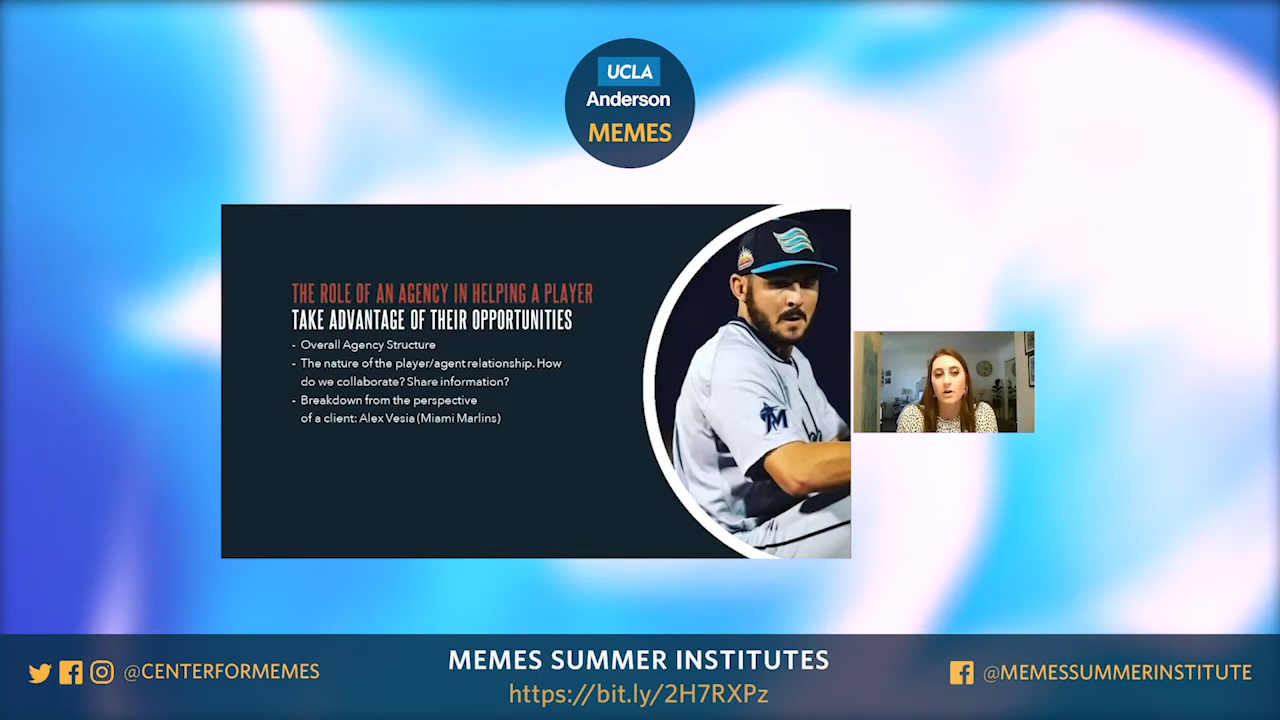 UCLA
Anderson
MEMES
THE ROLE OF AN AGENCY IN HELPING A PLAYER
TAKE ADVANTAGE OF THEIR OPPORTUNITIES
- Overall Agency Structure
- The nature of the player/agent relationship. How
do we collaborate? Share information?
- Breakdown from the perspective
of a client: Alex Vesia (Miami Marlins)
M
@CENTERFORMEMES
MEMES SUMMER INSTITUTES
https://bit.ly/2H7RXPz
@MEMESSUMMERINSTITUTE